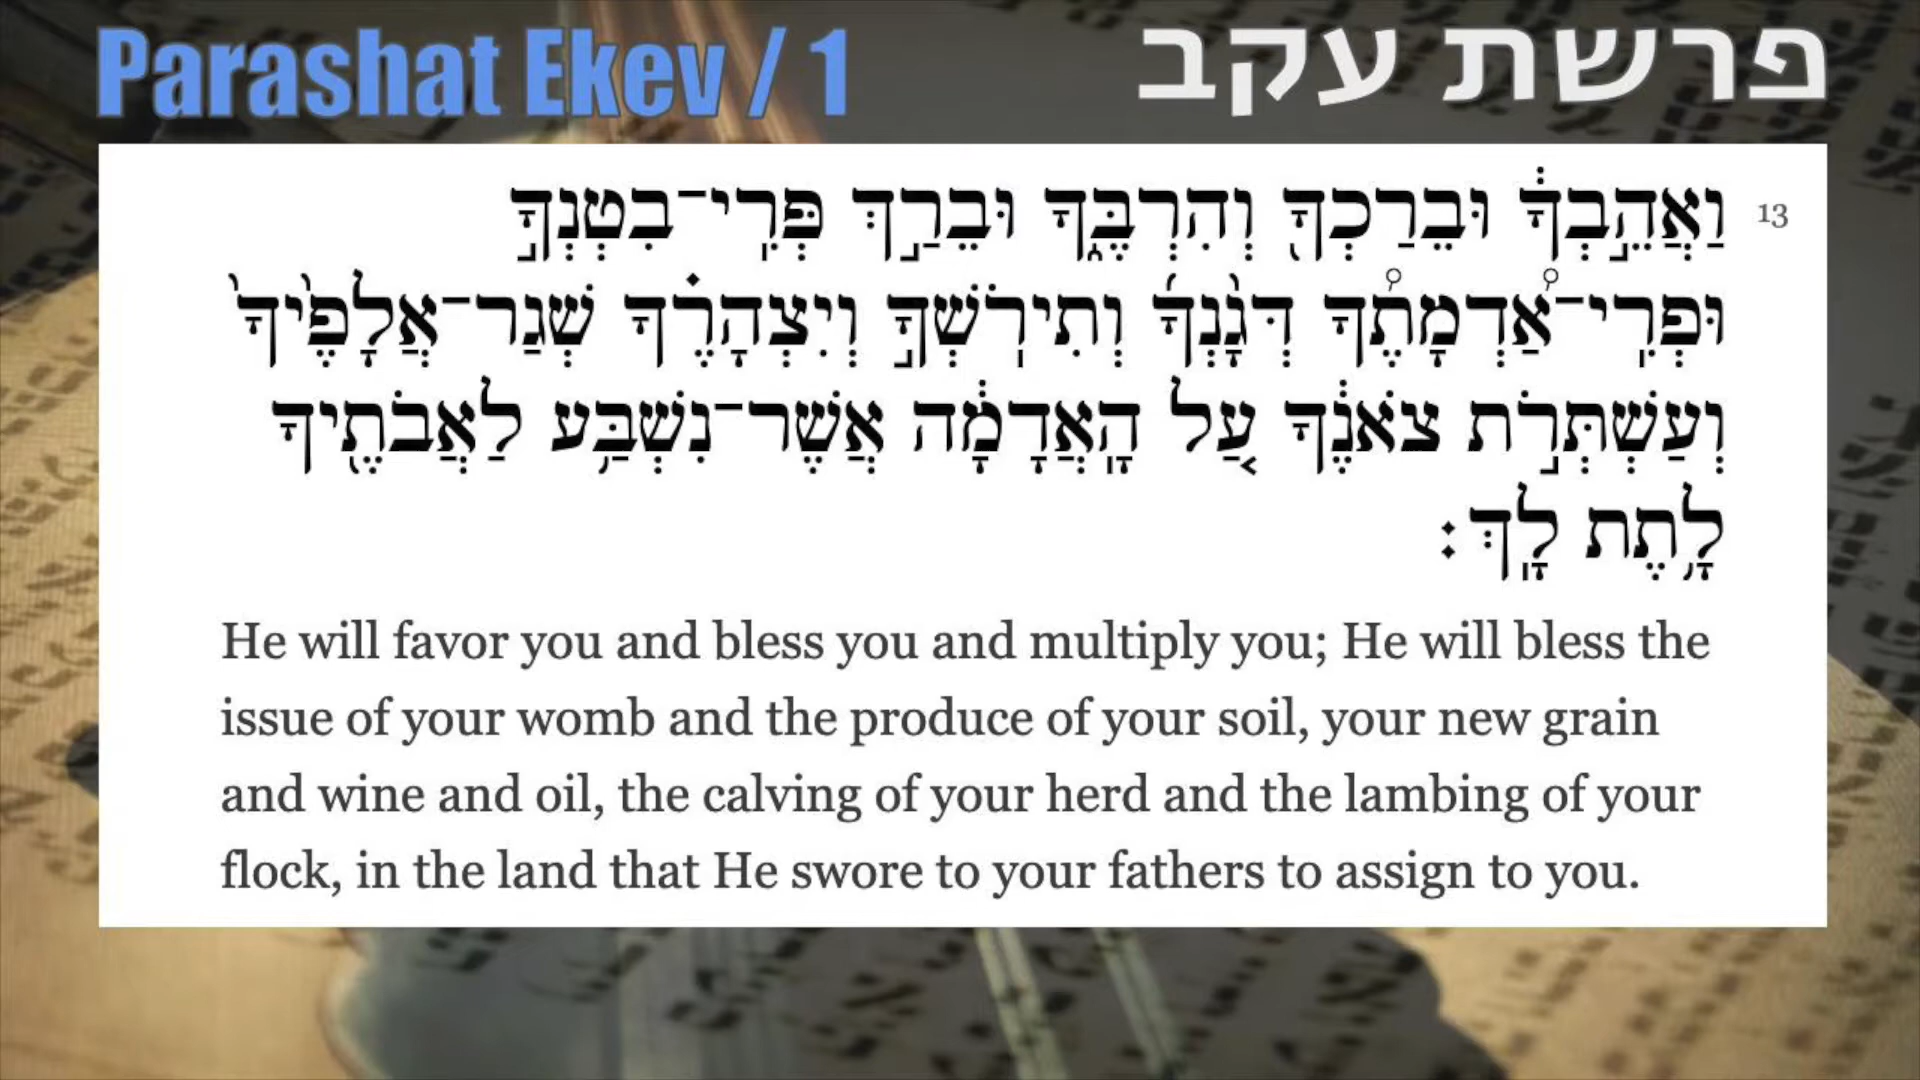 Parashat Ekev / 1
פרשת עקב
13
וַאֲהֵ֣בְךָ֔ וּבֵרַכְךָ֖ וְהִרְבֶּ֑ךָ וּבֵרַ֣ךְ פְּרִֽי־בִטְנְךָ֣
וּפְרִֽי־אַ֠דְמָתֶ֠ךָ דְּגָ֨נְךָ֜ וְתִירֹֽשְׁךָ֣ וְיִצְהָרֶ֗ךָ שְׁגַר־אֲלָפֶ֙יךָ֙
וְעַשְׁתְּרֹ֣ת צֹאנֶ֔ךָ עַ֚ל הָֽאֲדָמָ֔ה אֲשֶׁר־נִשְׁבַּ֥ע לַאֲבֹתֶ֖יךָ
לָ֥תֶת לָֽךְ׃
He will favor you and bless you and multiply you; He will bless the
issue of your womb and the produce of your soil, your new grain
and wine and oil, the calving of your herd and the lambing of your
flock, in the land that He swore to your fathers to assign to you.